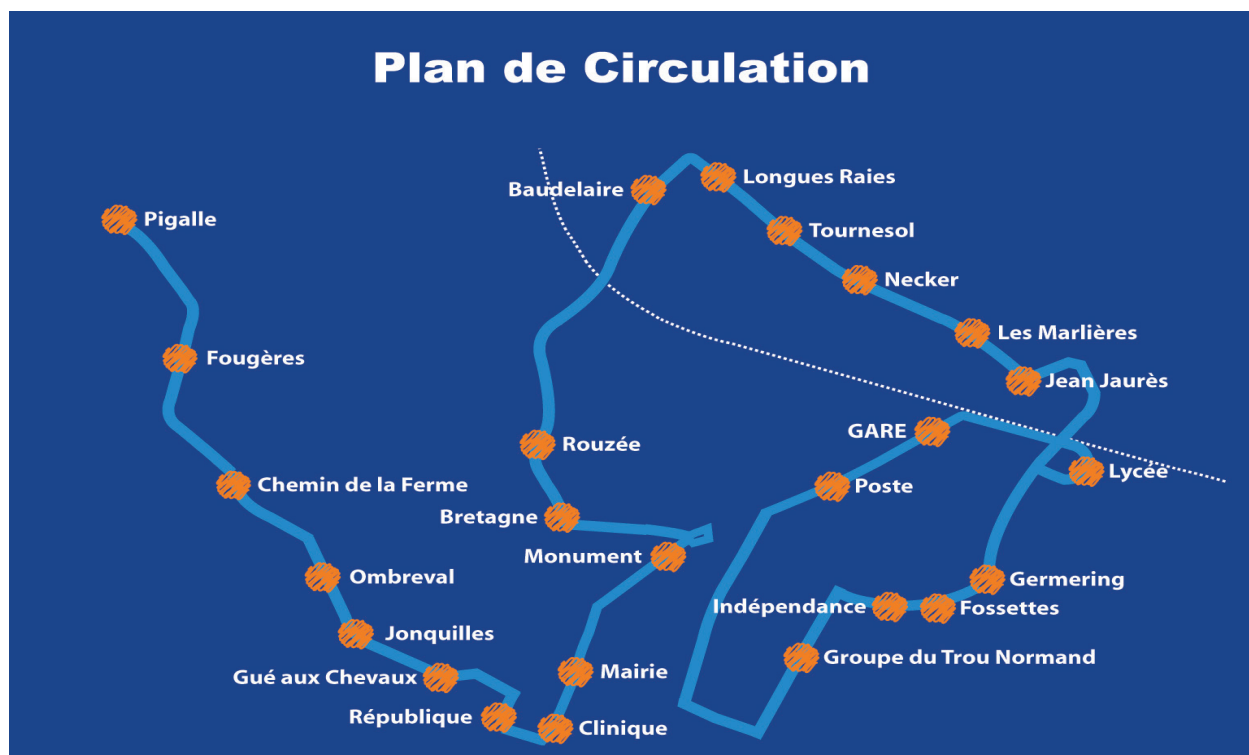 Plan de Circulation
Pigalle
Fougères
Chemin de la Ferme
Ombreval
Jonquilles
Gué aux Chevaux
République
Clinique
Mairie
Monument
Bretagne
Rouzée
Baudelaire
Longues Raies
Tournesol
Necker
Les Marlières
Jean Jaurès
GARE
Lycée
Poste
Germering
Fossettes
Indépendance
Groupe du Trou Normand